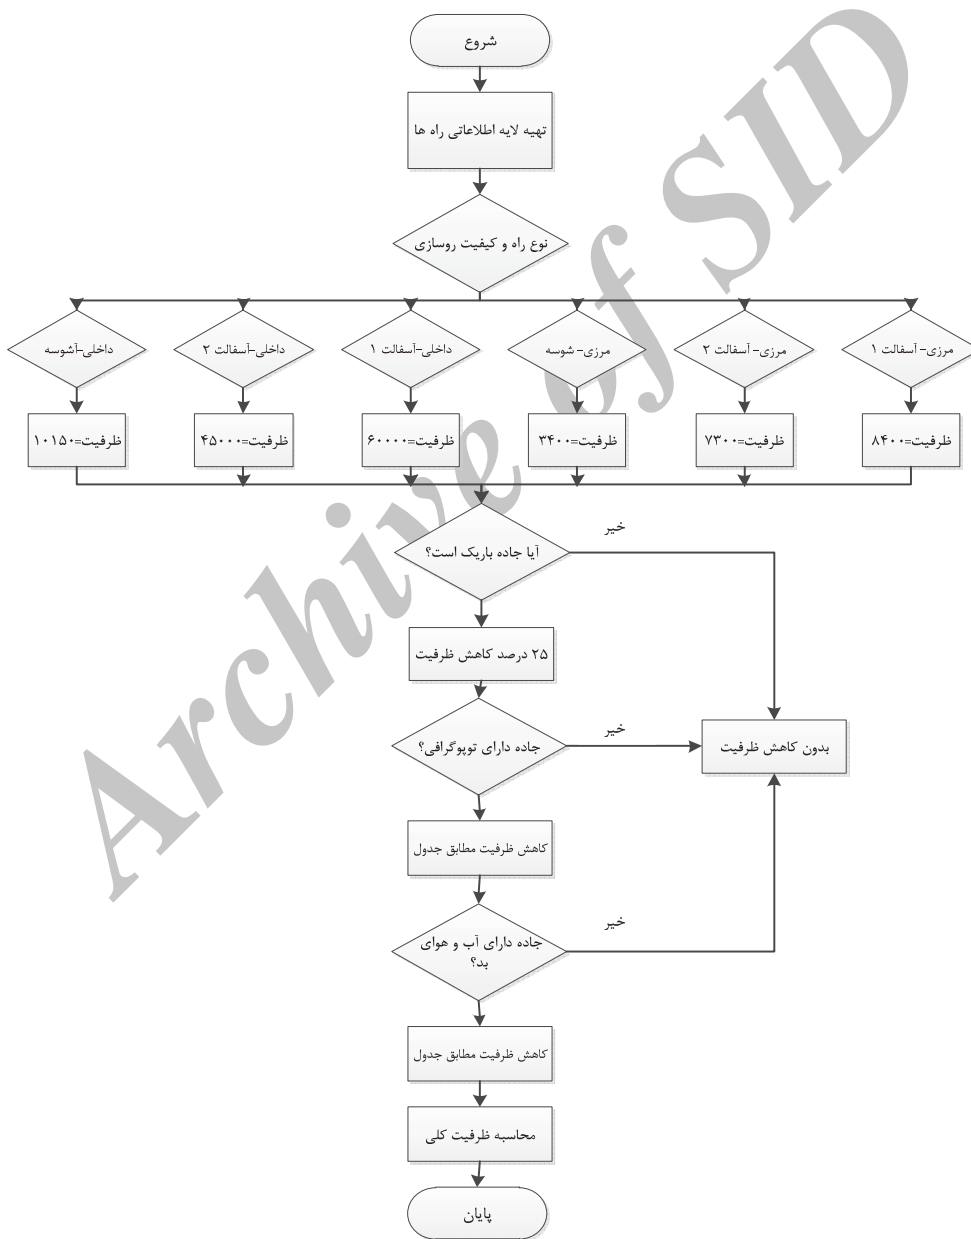 شروع
تهیه لایه اطلاعاتی راه ها
نوع راه و کیفیت روسازی
مرزی- آسفالت ۱
مرزی- آسفالت ۲
مرزی- شوسه
داخلی-آسفالت ۱
داخلی-آسفالت ۲
داخلی-آشوسه
ظرفیت=۸۴۰۰
ظرفیت=۷۳۰۰
ظرفیت=۳۴۰۰
ظرفیت=۶۰۰۰۰
ظرفیت=۴۵۰۰۰
ظرفیت=۱۰۱۵۰
آیا جاده باریک است؟
خیر
۲۵ درصد کاهش ظرفیت
جاده دارای توپوگرافی؟
خیر
بدون کاهش ظرفیت
کاهش ظرفیت مطابق جدول
جاده دارای آب و هوای
بد؟
خیر
کاهش ظرفیت مطابق جدول
محاسبه ظرفیت کلی
پایان
Archive of SID